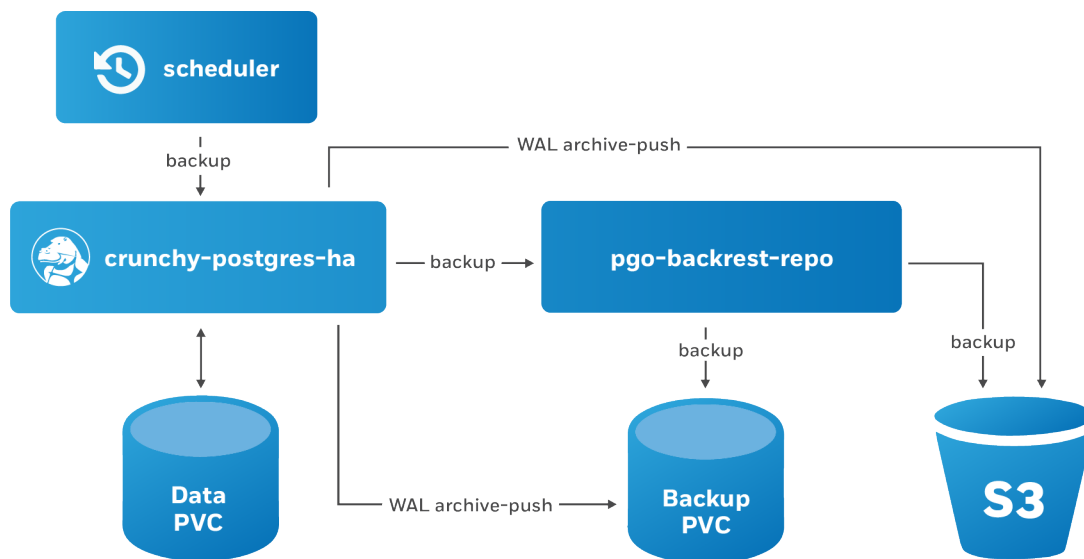 scheduler
backup
WAL archive-push
crunchy-postgres-ha
backup
pgo-backrest-repo
backup
backup
Data
PVC
WAL archive-push
Backup
PVC
S3